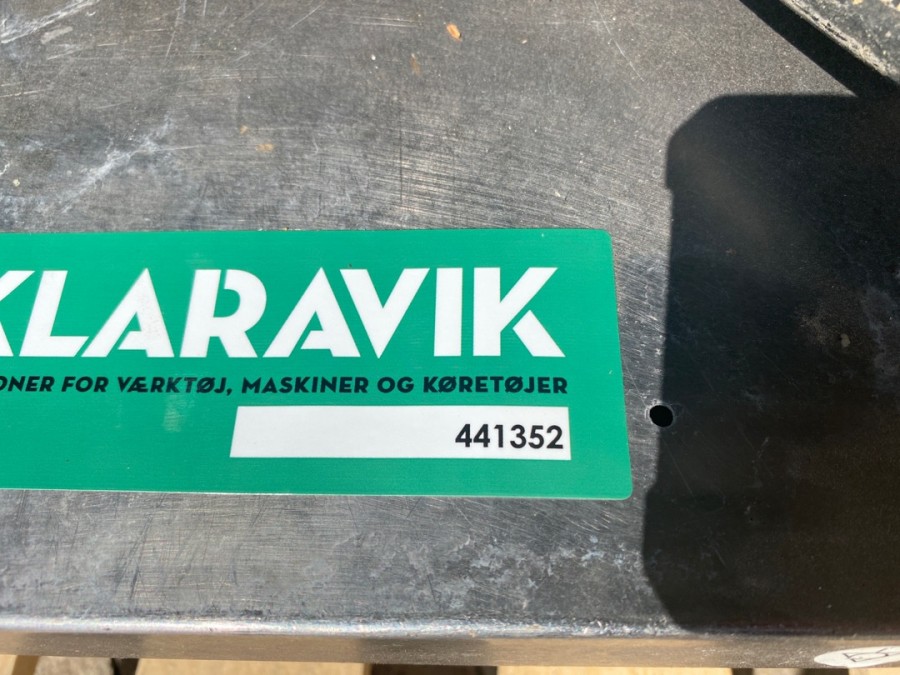 KLARAVIK
ONER FOR VÆRKTØJ, MASKINER OG KØRETØJER
441352